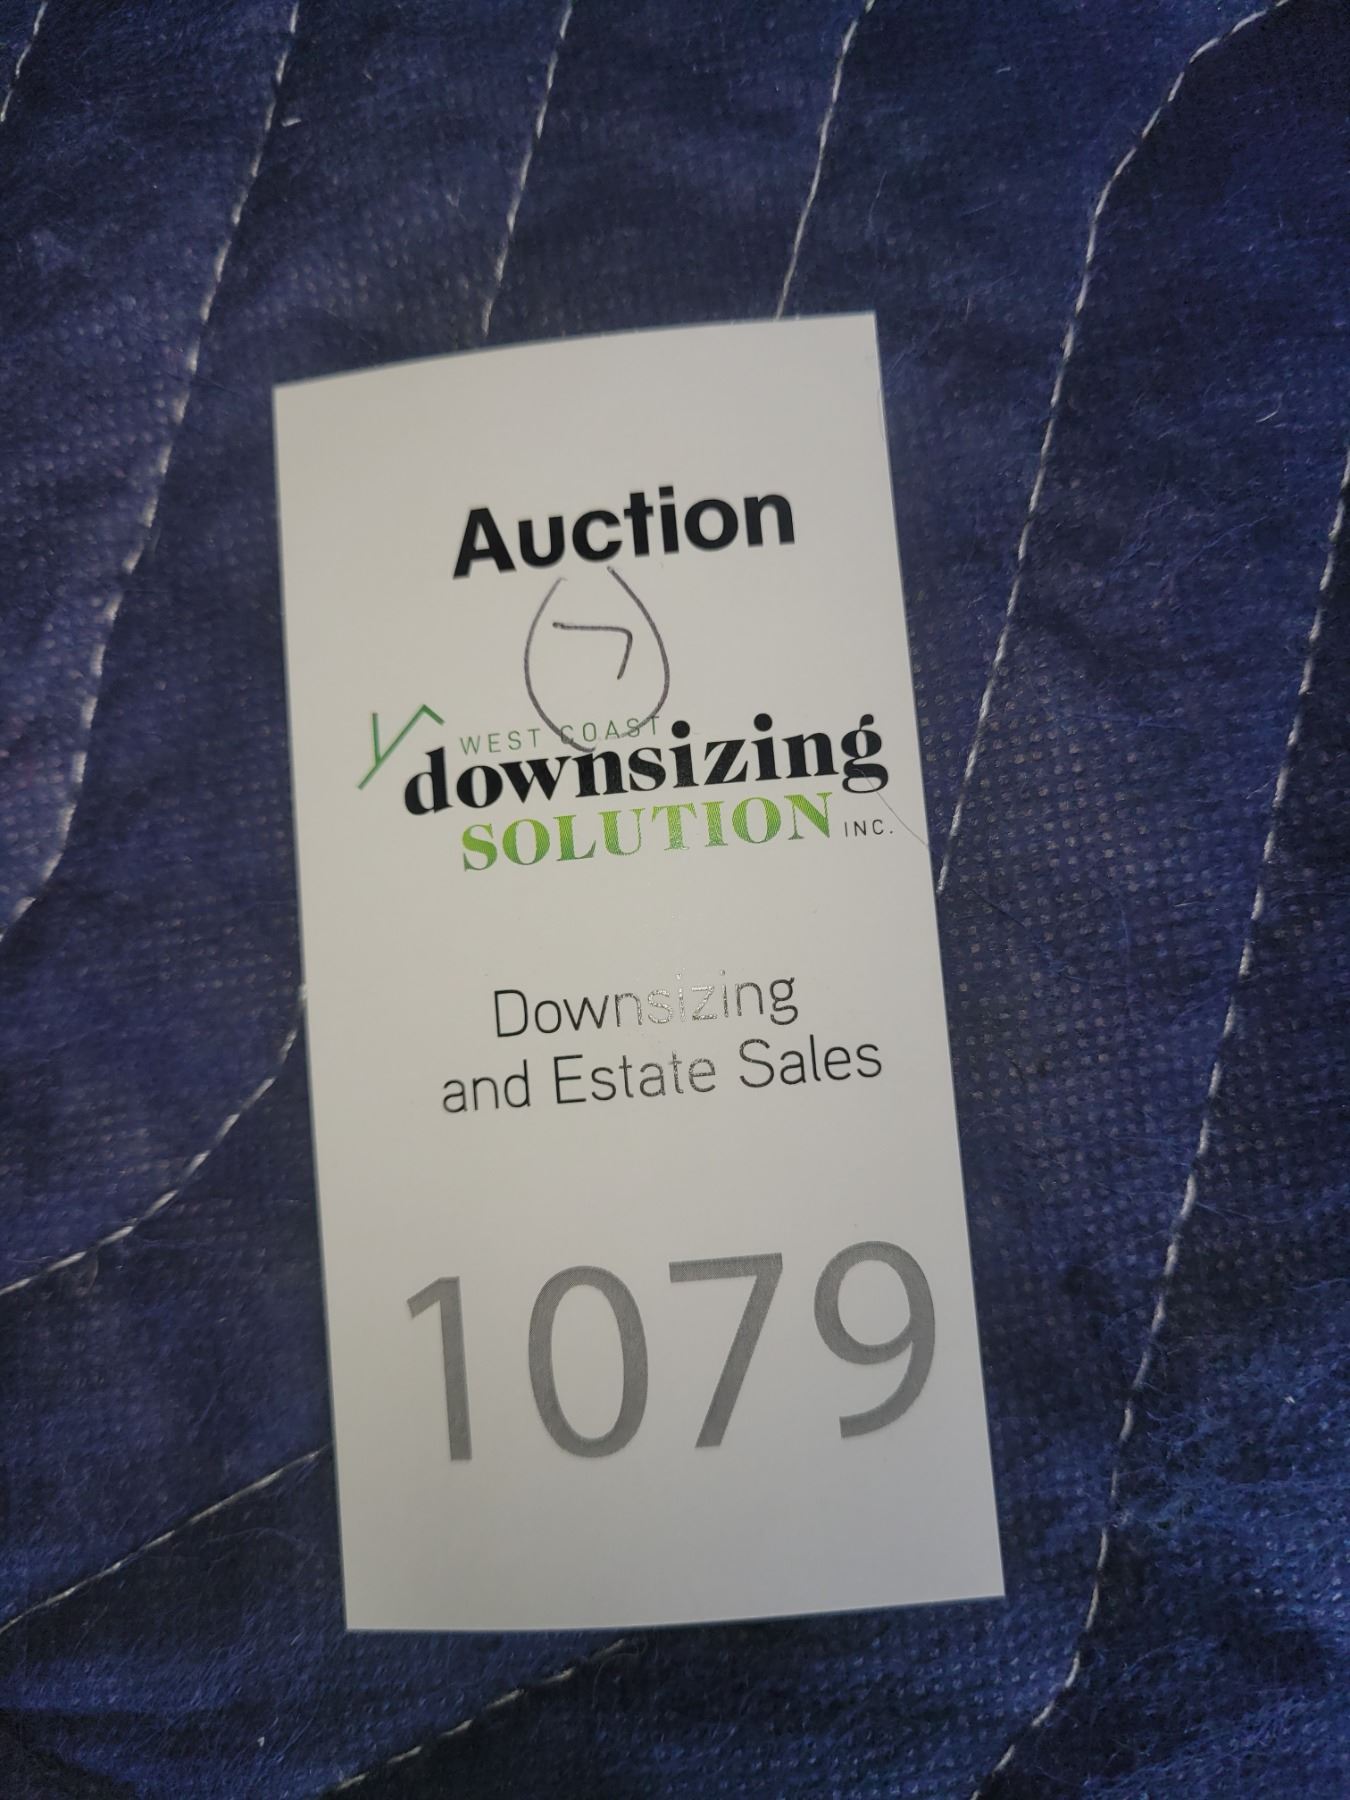 Auction
7
WEST COAST
downsizing
SOLUTION INC.
Downsizing
and Estate Sales
1079